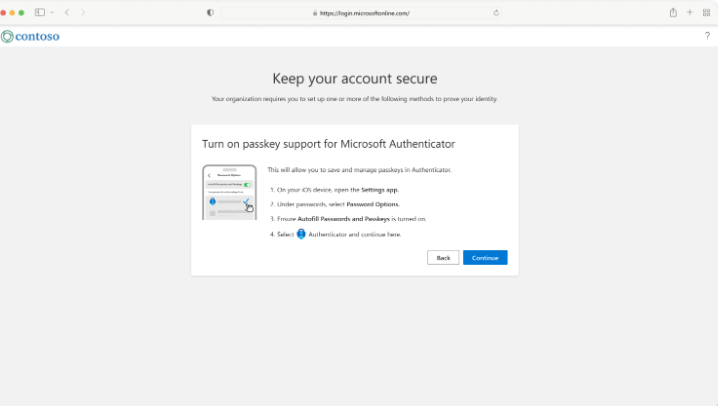 https://login.microsoftonline.com/
contoso
?
Keep your account secure
Your organization requires you to set up one or more of the following methods to prove your identity.
Turn on passkey support for Microsoft Authenticator
This will allow you to save and manage passkeys in Authenticator.
1. On your iOS device, open the Settings app.
2. Under passwords, select Password Options.
3. Ensure Autofill Passwords and Passkeys is turned on.
4. Select Authenticator and continue here.
Back
Continue